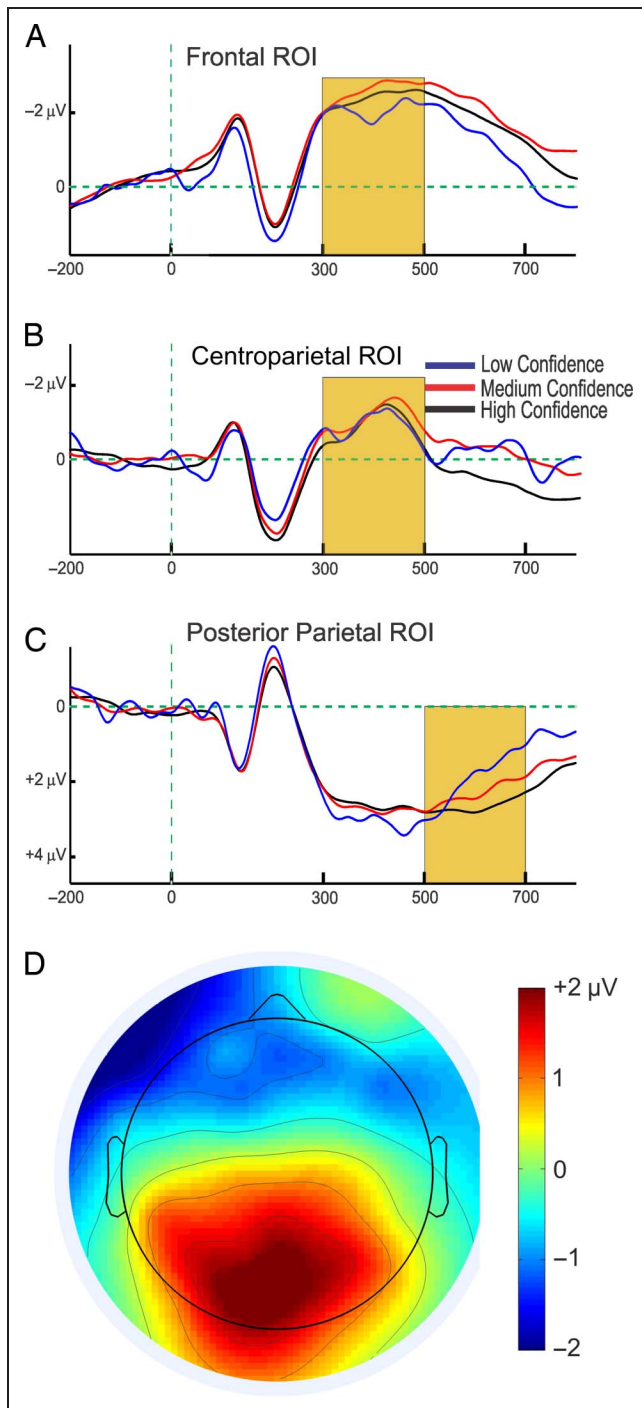 A
Frontal ROI
–2 μV
0
–200
0
300
500
700
B
Centroparietal ROI
–2 μV
0
Low Confidence
Medium Confidence
High Confidence
–200
0
300
500
700
C
Posterior Parietal ROI
0
+2 μV
+4 μV
–200
0
300
500
700
D
+2 μV
1
0
–1
–2